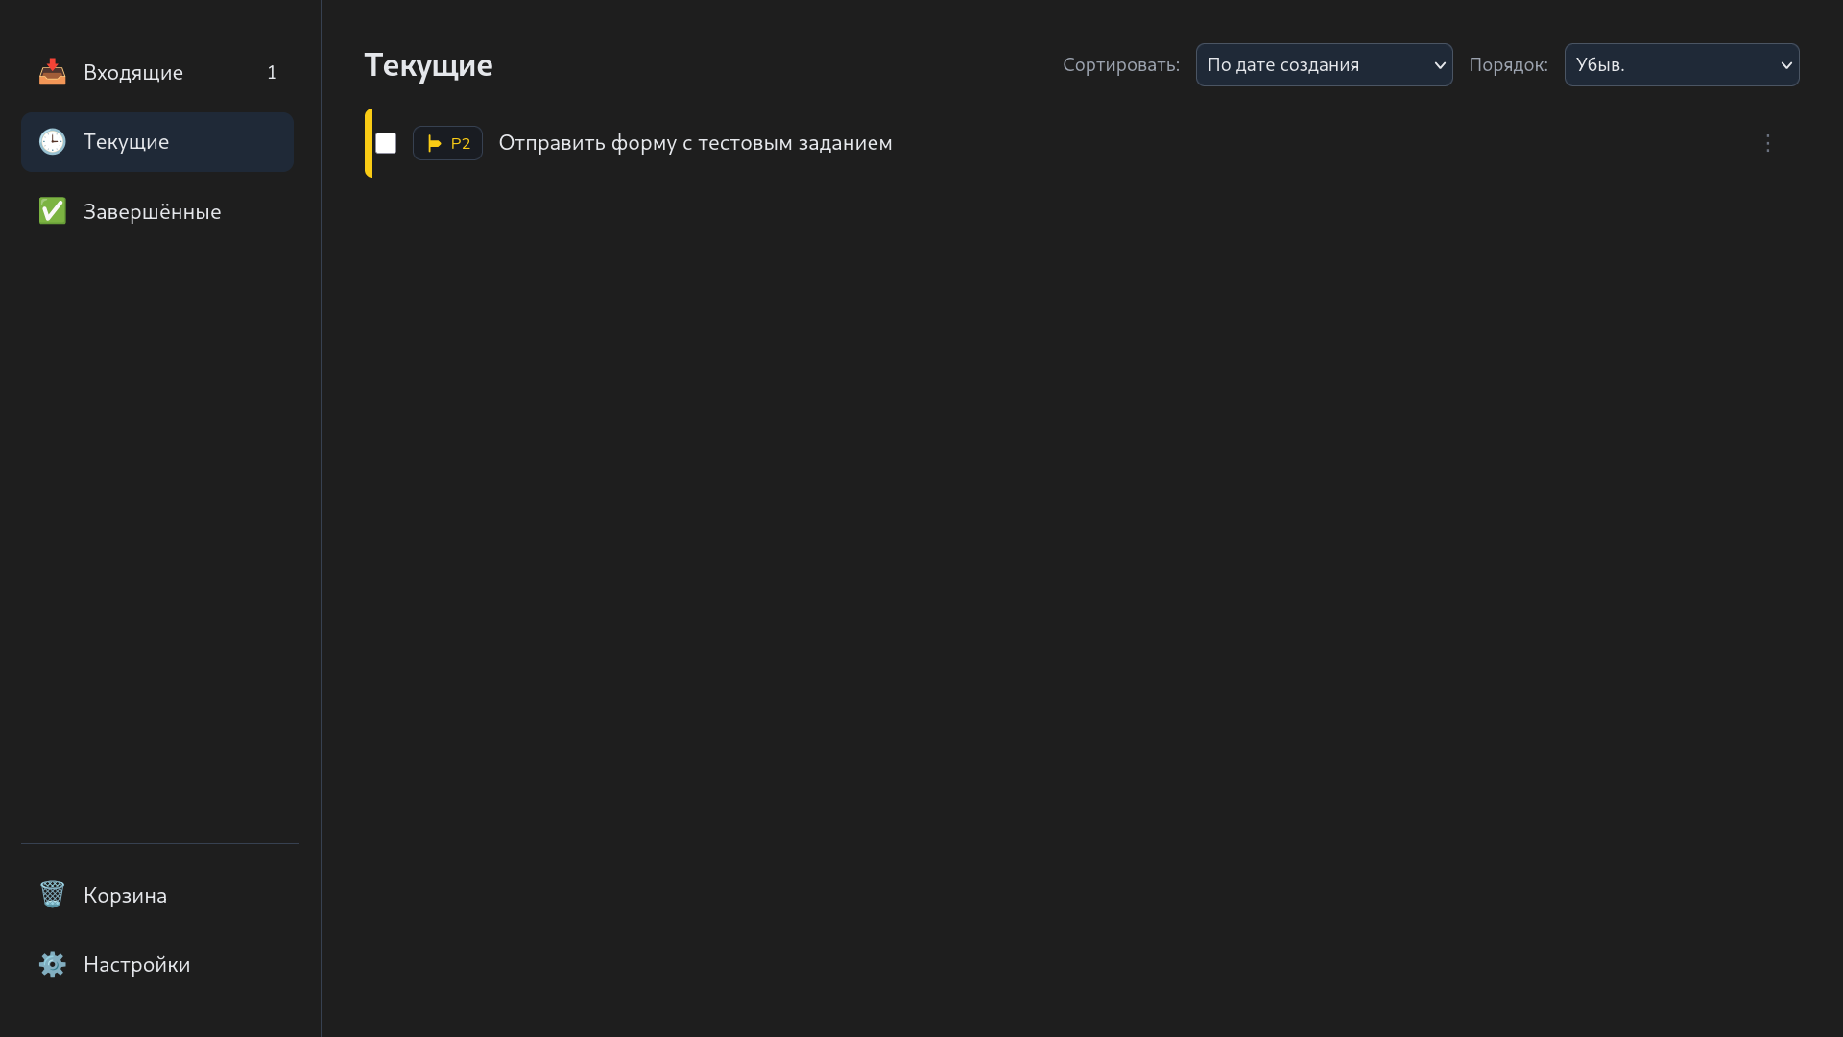 Входящие 1
Текущие
Завершённые
Корзина
Настройки
Текущие
Сортировать: По дате создания Порядок: Убыв.
P2 Отправить форму с тестовым заданием